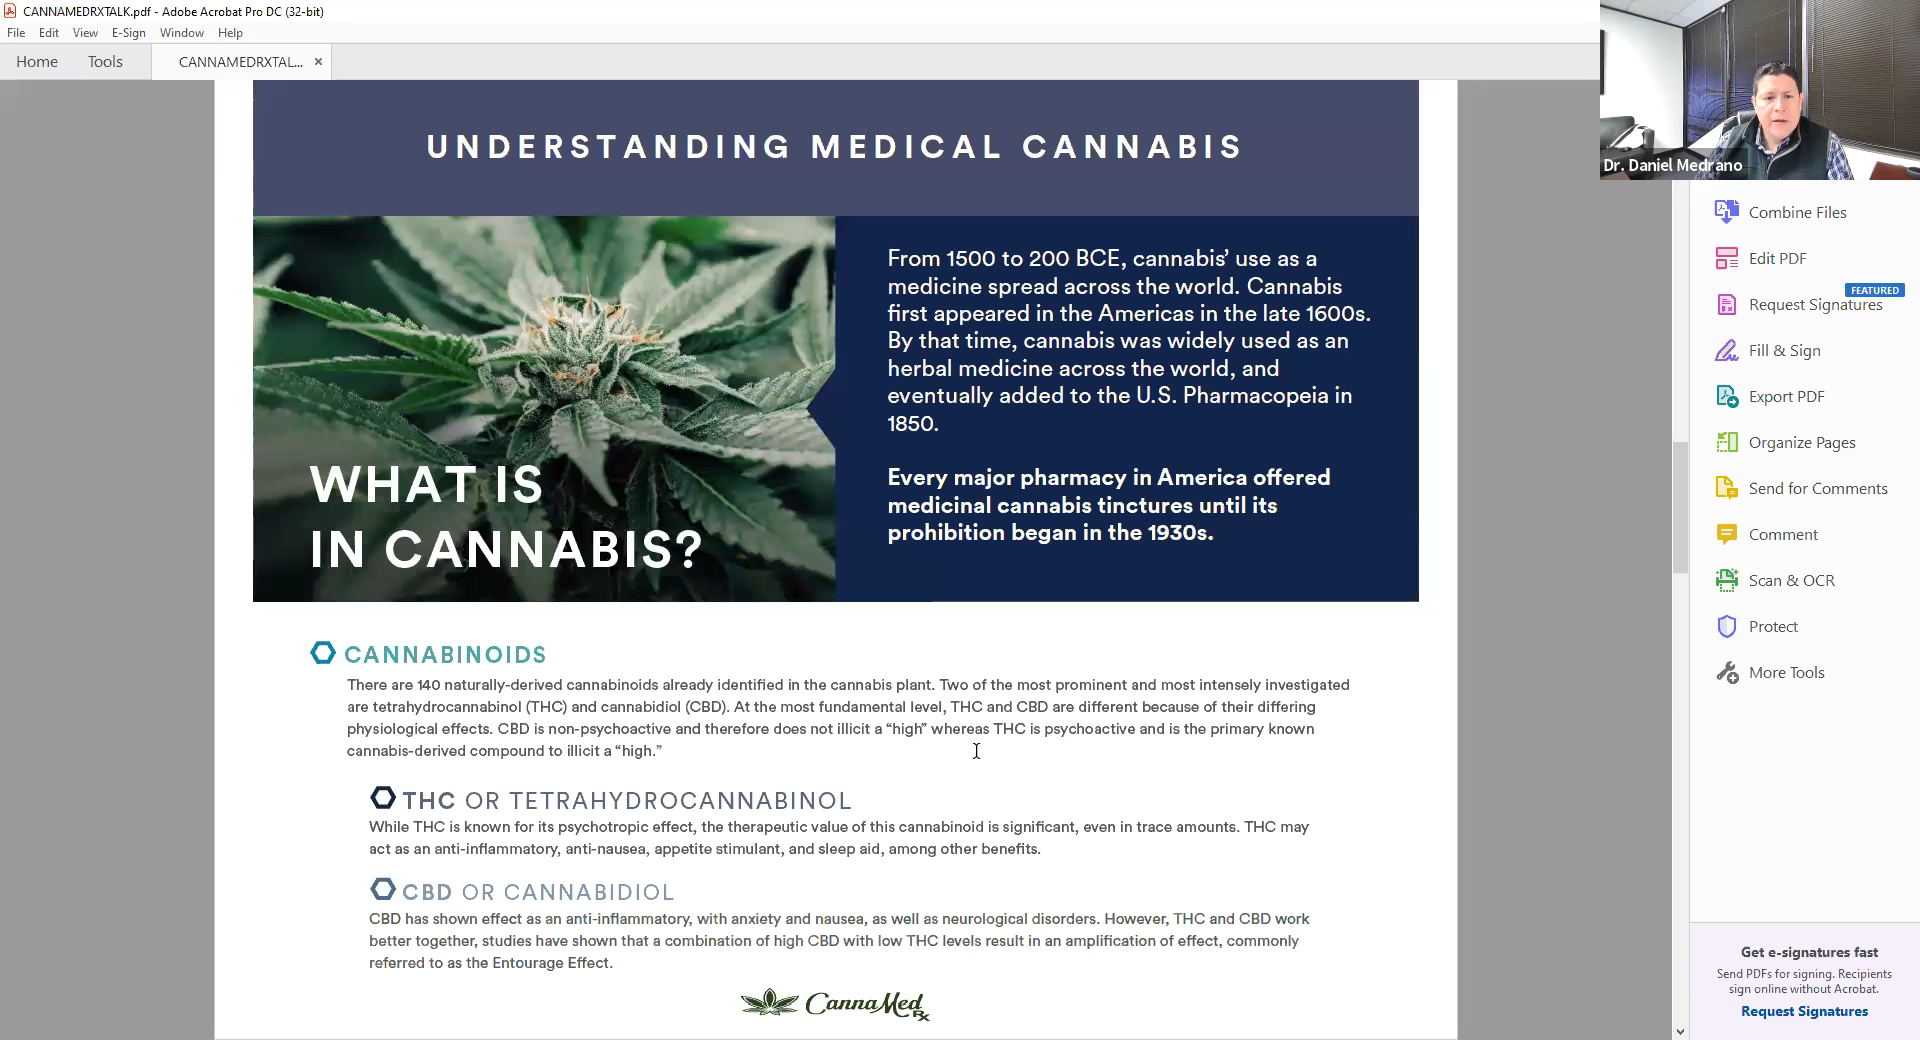 CANNAMEDRXTALK.pdf - Adobe Acrobat Pro DC (32-bit)
File Edit View E-Sign Window Help
Home Tools CANNAMEDRXTAL... ×
Dr. Daniel Medrano
UNDERSTANDING MEDICAL CANNABIS
WHAT IS
IN CANNABIS?
From 1500 to 200 BCE, cannabis' use as a
medicine spread across the world. Cannabis
first appeared in the Americas in the late 1600s.
By that time, cannabis was widely used as an
herbal medicine across the world, and
eventually added to the U.S. Pharmacopeia in
1850.
Every major pharmacy in America offered
medicinal cannabis tinctures until its
prohibition began in the 1930s.
CANNABINOIDS
There are 140 naturally-derived cannabinoids already identified in the cannabis plant. Two of the most prominent and most intensely investigated
are tetrahydrocannabinol (THC) and cannabidiol (CBD). At the most fundamental level, THC and CBD are different because of their differing
physiological effects. CBD is non-psychoactive and therefore does not illicit a “high” whereas THC is psychoactive and is the primary known
cannabis-derived compound to illicit a “high.”
THC OR TETRAHYDROCANNABINOL
While THC is known for its psychotropic effect, the therapeutic value of this cannabinoid is significant, even in trace amounts. THC may
act as an anti-inflammatory, anti-nausea, appetite stimulant, and sleep aid, among other benefits.
CBD OR CANNABIDIOL
CBD has shown effect as an anti-inflammatory, with anxiety and nausea, as well as neurological disorders. However, THC and CBD work
better together, studies have shown that a combination of high CBD with low THC levels result in an amplification of effect, commonly
referred to as the Entourage Effect.
CannaMed Rx
Combine Files
Edit PDF
FEATURED
Request Signatures
Fill & Sign
Export PDF
Organize Pages
Send for Comments
Comment
Scan & OCR
Protect
More Tools
Get e-signatures fast
Send PDFs for signing. Recipients
sign online without Acrobat.
Request Signatures